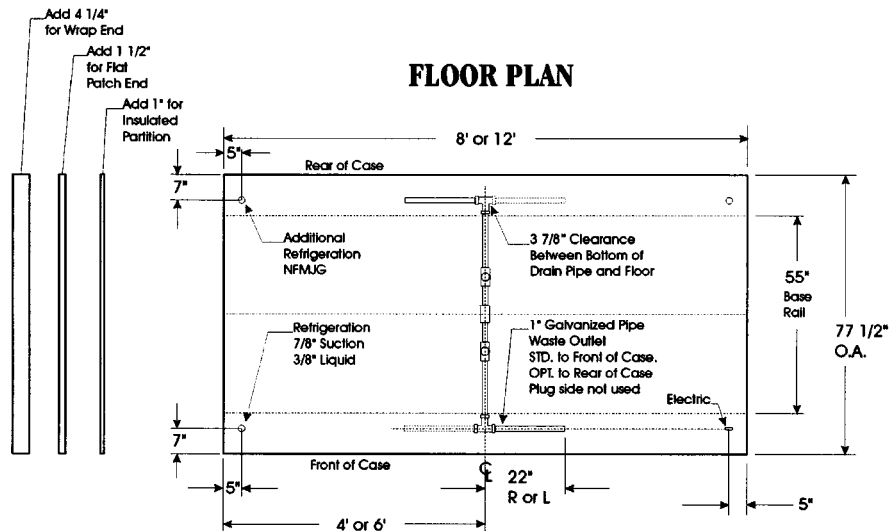 Add 4 1/4"
for Wrap End
Add 1 1/2"
for Flat
Patch End
Add 1" for
Insulated
Partition
FLOOR PLAN
8' or 12'
5"
Rear of Case
7"
Additional
Refrigeration
NFMJG
3 7/8" Clearance
Between Bottom of
Drain Pipe and Floor
55"
Base
Rail
77 1/2"
O.A.
Refrigeration
7/8" Suction
3/8" Liquid
1" Galvanized Pipe
Waste Outlet
STD. to Front of Case.
OPT. to Rear of Case
Plug side not used
Electric
7"
Front of Case
5"
C L
22"
R or L
5"
4' or 6'